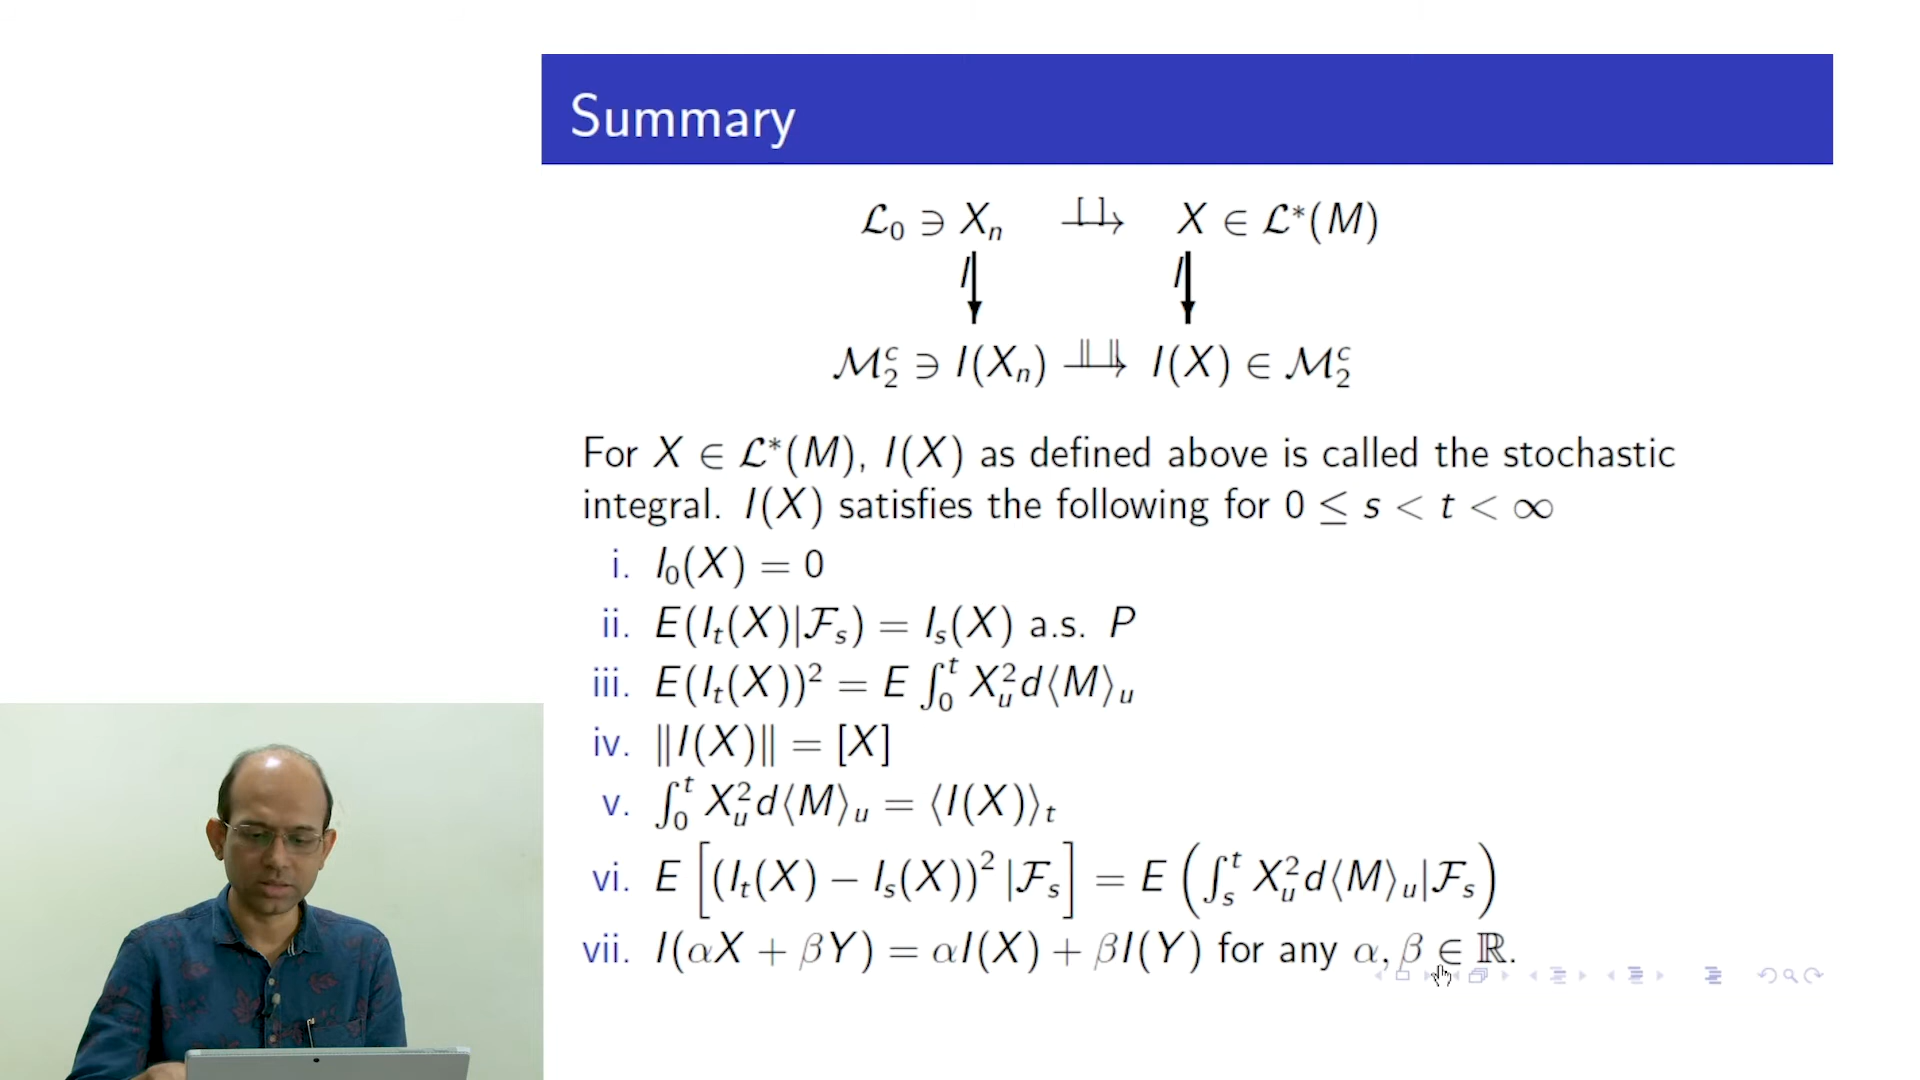 Summary
ℒ₀ ∋ Xₙ —[ ]→ X ∈ ℒ*(M)
I I
ℳ₂ᶜ ∋ I(Xₙ) —‖ ‖→ I(X) ∈ ℳ₂ᶜ
For X ∈ ℒ*(M), I(X) as defined above is called the stochastic
integral. I(X) satisfies the following for 0 ≤ s < t < ∞
i. I₀(X) = 0
ii. E(Iₜ(X)|ℱₛ) = Iₛ(X) a.s. P
iii. E(Iₜ(X))² = E ∫₀ᵗ Xᵤ² d⟨M⟩ᵤ
iv. ‖I(X)‖ = [X]
v. ∫₀ᵗ Xᵤ² d⟨M⟩ᵤ = ⟨I(X)⟩ₜ
vi. E [(Iₜ(X) − Iₛ(X))² |ℱₛ] = E (∫ₛᵗ Xᵤ² d⟨M⟩ᵤ|ℱₛ)
vii. I(αX + βY) = αI(X) + βI(Y) for any α, β ∈ ℝ.